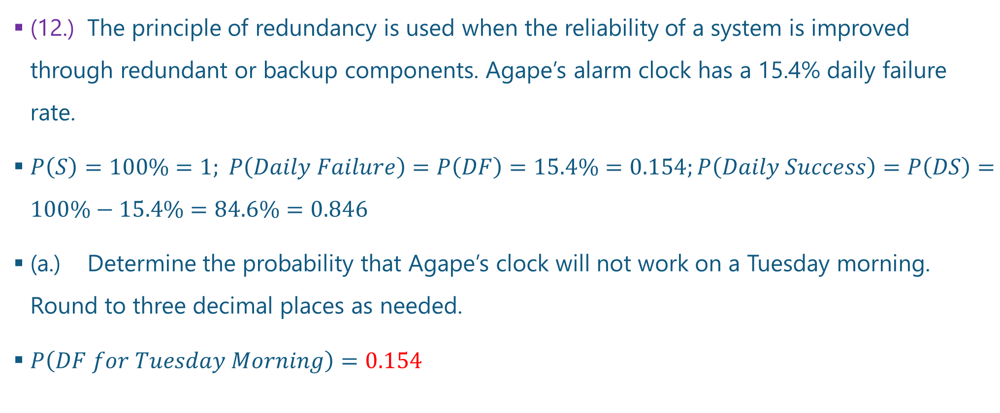 ▪ (12.) The principle of redundancy is used when the reliability of a system is improved
through redundant or backup components. Agape’s alarm clock has a 15.4% daily failure
rate.
▪ P(S) = 100% = 1; P(Daily Failure) = P(DF) = 15.4% = 0.154; P(Daily Success) = P(DS) =
100% − 15.4% = 84.6% = 0.846
▪ (a.) Determine the probability that Agape’s clock will not work on a Tuesday morning.
Round to three decimal places as needed.
▪ P(DF for Tuesday Morning) = 0.154